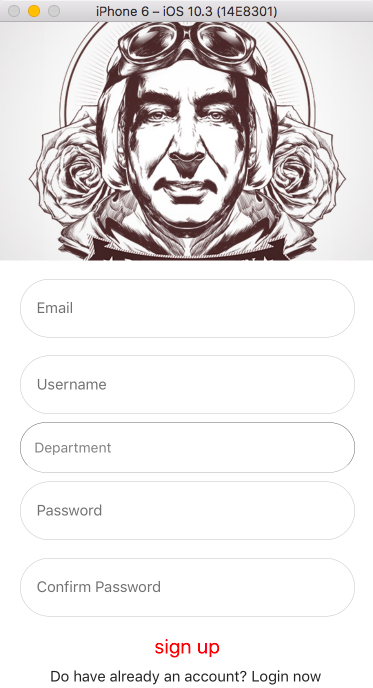 iPhone 6 – iOS 10.3 (14E8301)
Email
Username
Department
Password
Confirm Password
sign up
Do have already an account? Login now